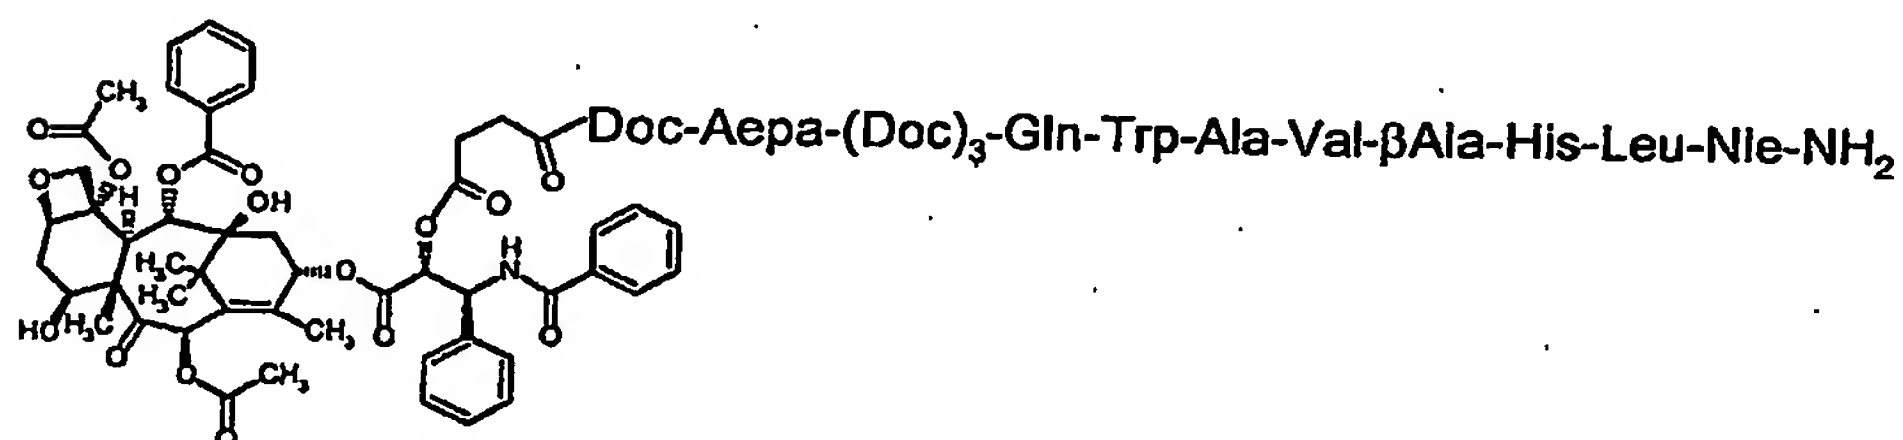 CH₃
O
O
O
O
O
H
OH
H₃C
H₃C
HO
H₃C
O
CH₃
O
CH₃
O
O
O
O
O
O
H
N
O
Doc-Aepa-(Doc)₃-Gln-Trp-Ala-Val-βAla-His-Leu-Nle-NH₂